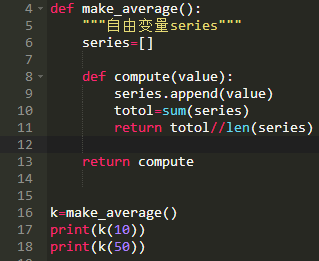 4 def make_average():
5     """自由变量series"""
6     series=[]
7
8     def compute(value):
9         series.append(value)
10         totol=sum(series)
11         return totol//len(series)
12
13     return compute
14
15
16 k=make_average()
17 print(k(10))
18 print(k(50))